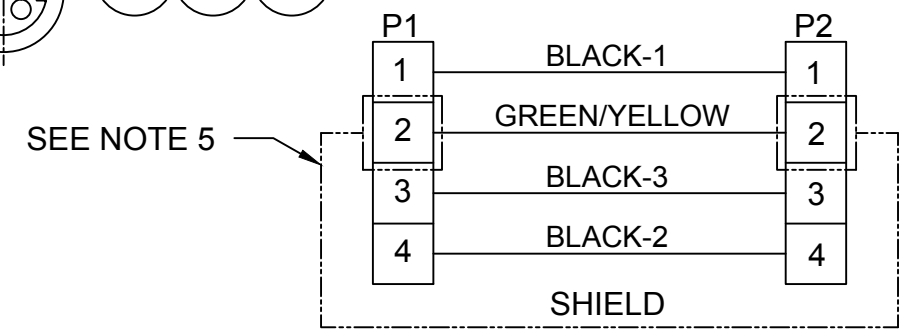 P1 P2
1 BLACK-1 1
2 GREEN/YELLOW 2
SEE NOTE 5
3 BLACK-3 3
4 BLACK-2 4
SHIELD